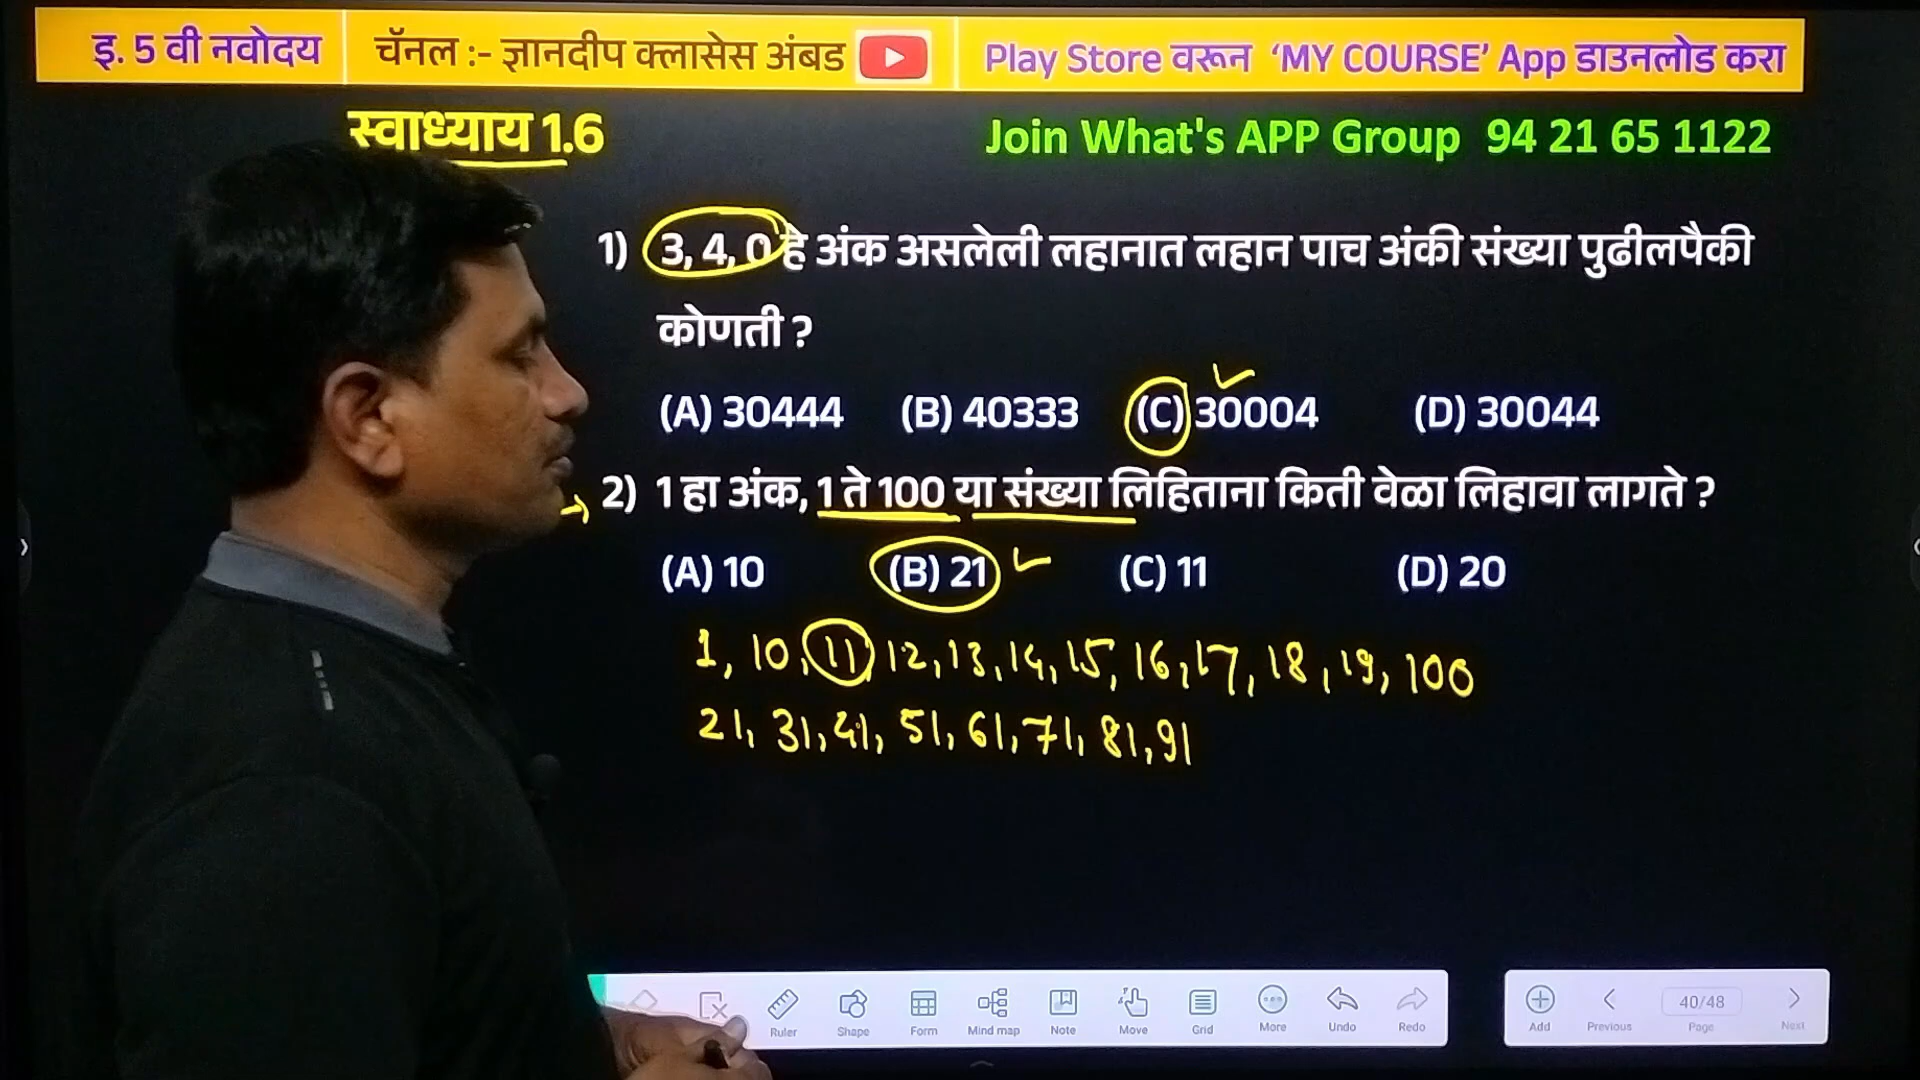 इ. 5 वी नवोदय चॅनल :- ज्ञानदीप क्लासेस अंबड Play Store वरून ‘MY COURSE’ App डाउनलोड करा
स्वाध्याय 1.6 Join What's APP Group 94 21 65 1122
1) 3, 4, 0 हे अंक असलेली लहानात लहान पाच अंकी संख्या पुढीलपैकी
कोणती ?
(A) 30444 (B) 40333 (C) 30004 (D) 30044
2) 1 हा अंक, 1 ते 100 या संख्या लिहिताना किती वेळा लिहावा लागते ?
(A) 10 (B) 21 (C) 11 (D) 20
1, 10, 11, 12, 13, 14, 15, 16, 17, 18, 19, 100
21, 31, 41, 51, 61, 71, 81, 91
Ruler Shape Form Mind map Note Move Grid More Undo Redo Add Previous 40/48 Page Next